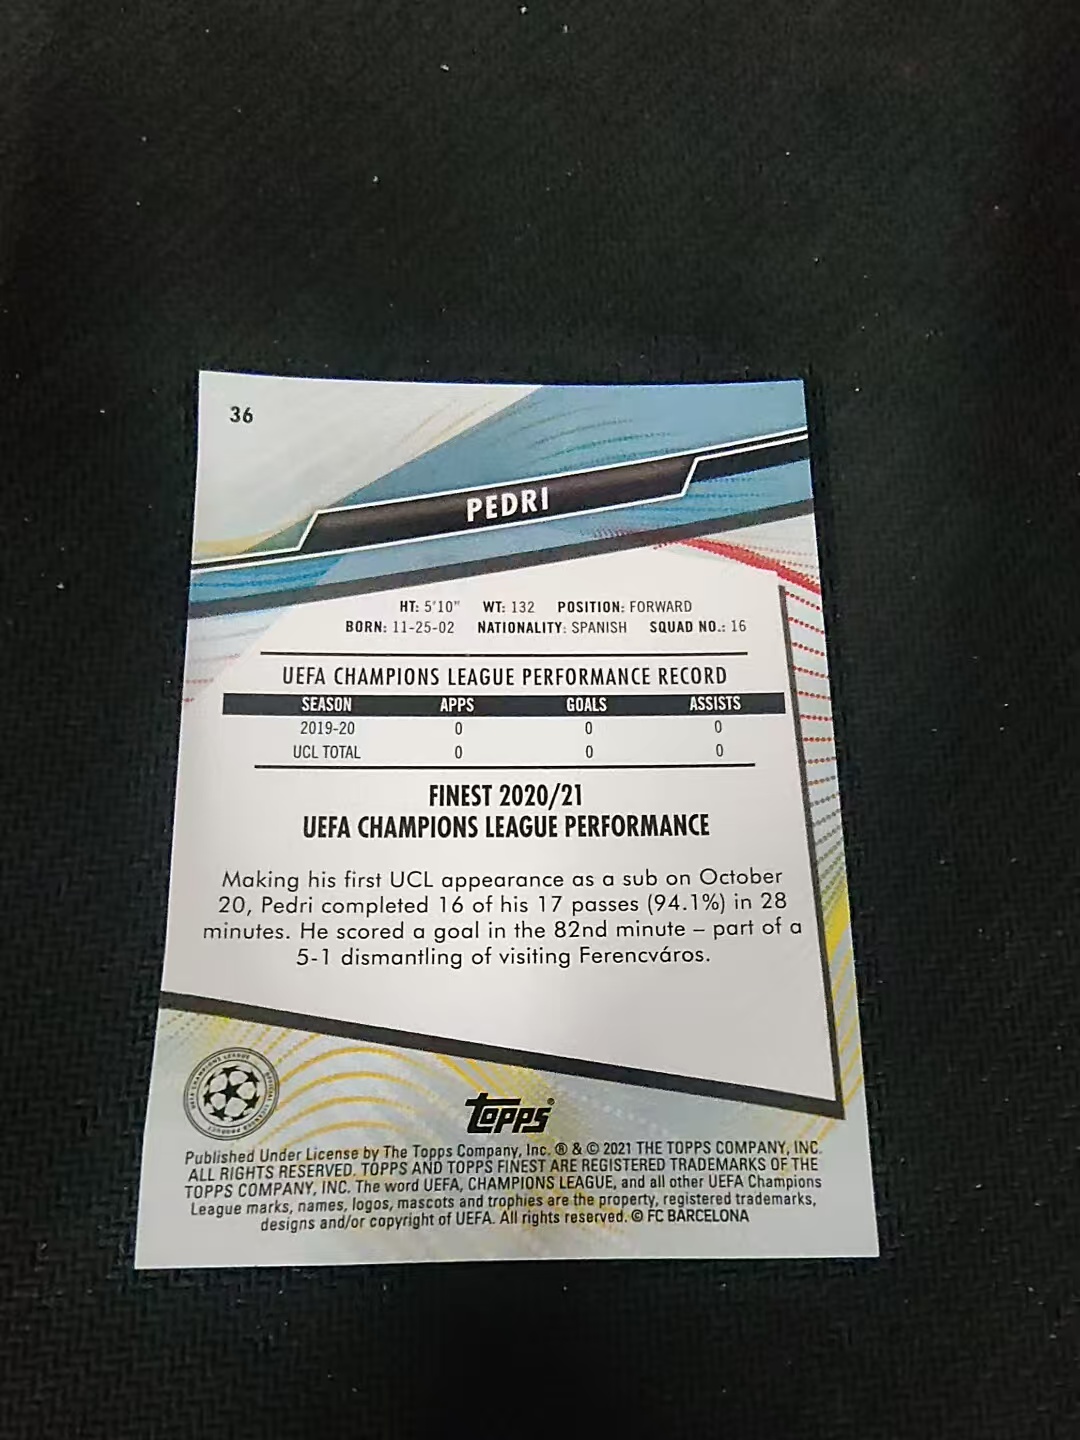 36
PEDRI
HT: 5'10" WT: 132 POSITION: FORWARD
BORN: 11-25-02 NATIONALITY: SPANISH SQUAD NO.: 16
UEFA CHAMPIONS LEAGUE PERFORMANCE RECORD
SEASON APPS GOALS ASSISTS
2019-20 0 0 0
UCL TOTAL 0 0 0
FINEST 2020/21
UEFA CHAMPIONS LEAGUE PERFORMANCE
Making his first UCL appearance as a sub on October
20, Pedri completed 16 of his 17 passes (94.1%) in 28
minutes. He scored a goal in the 82nd minute – part of a
5-1 dismantling of visiting Ferencváros.
UEFA CHAMPIONS LEAGUE OFFICIAL LICENSED PRODUCT
topps®
Published Under License by The Topps Company, Inc. ® & © 2021 THE TOPPS COMPANY, INC.
ALL RIGHTS RESERVED. TOPPS AND TOPPS FINEST ARE REGISTERED TRADEMARKS OF THE
TOPPS COMPANY, INC. The word UEFA, CHAMPIONS LEAGUE, and all other UEFA Champions
League marks, names, logos, mascots and trophies are the property, registered trademarks,
designs and/or copyright of UEFA. All rights reserved. © FC BARCELONA